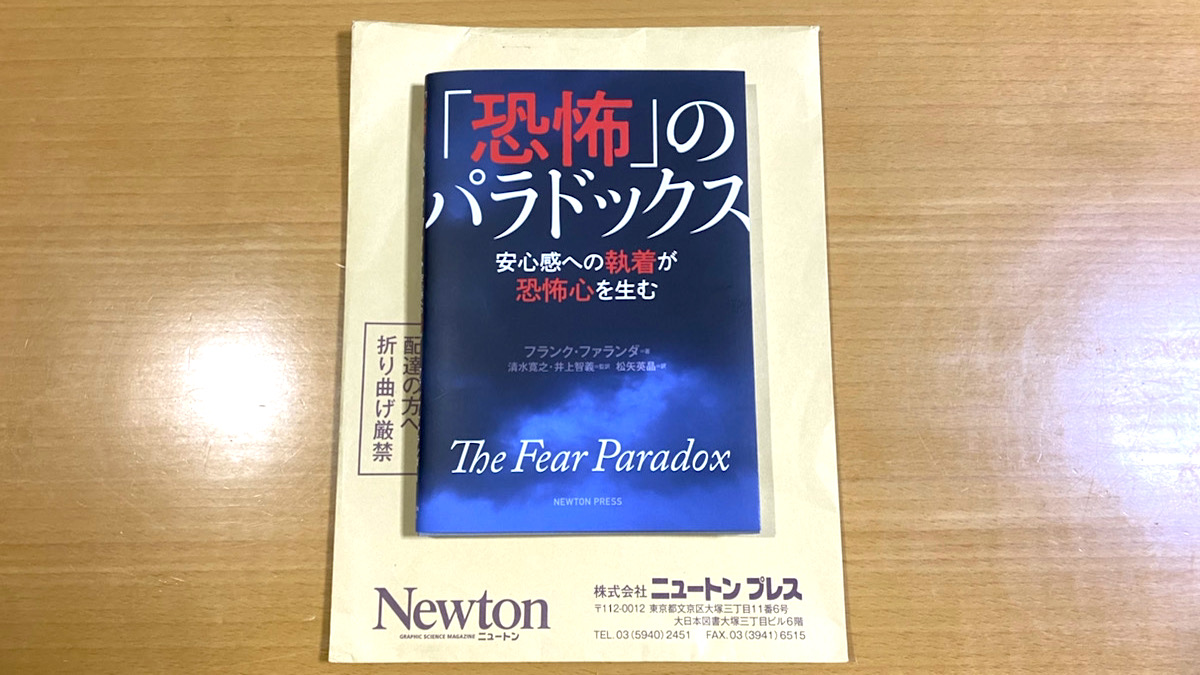 「恐怖」の
パラドックス
安心感への執着が
恐怖心を生む
フランク・ファランダ 著
清水寛之・井上智義 監訳 松矢英晶 訳
The Fear Paradox
NEWTON PRESS
配達の方へ
折り曲げ厳禁
Newton
GRAPHIC SCIENCE MAGAZINE ニュートン
株式会社 ニュートン プレス
〒112-0012 東京都文京区大塚三丁目11番6号
大日本図書大塚三丁目ビル6階
TEL. 03 (5940) 2451 FAX. 03 (3941) 6515